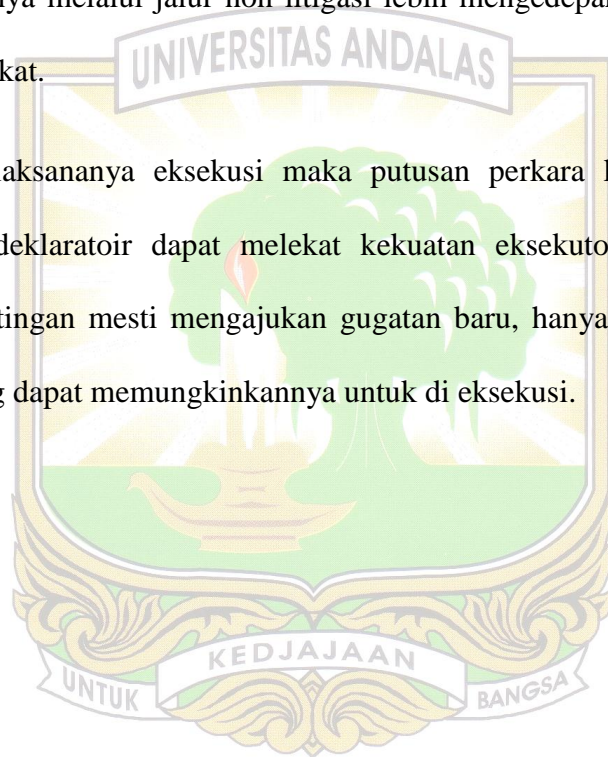 nya melalui jalur non litigasi lebih mengedepa
UNIVERSITAS ANDALAS
kat.
laksananya eksekusi maka putusan perkara
deklaratoir dapat melekat kekuatan eksekuto
tingan mesti mengajukan gugatan baru, hanya
g dapat memungkinkannya untuk di eksekusi.
UNTUK KEDJAJAAN BANGSA